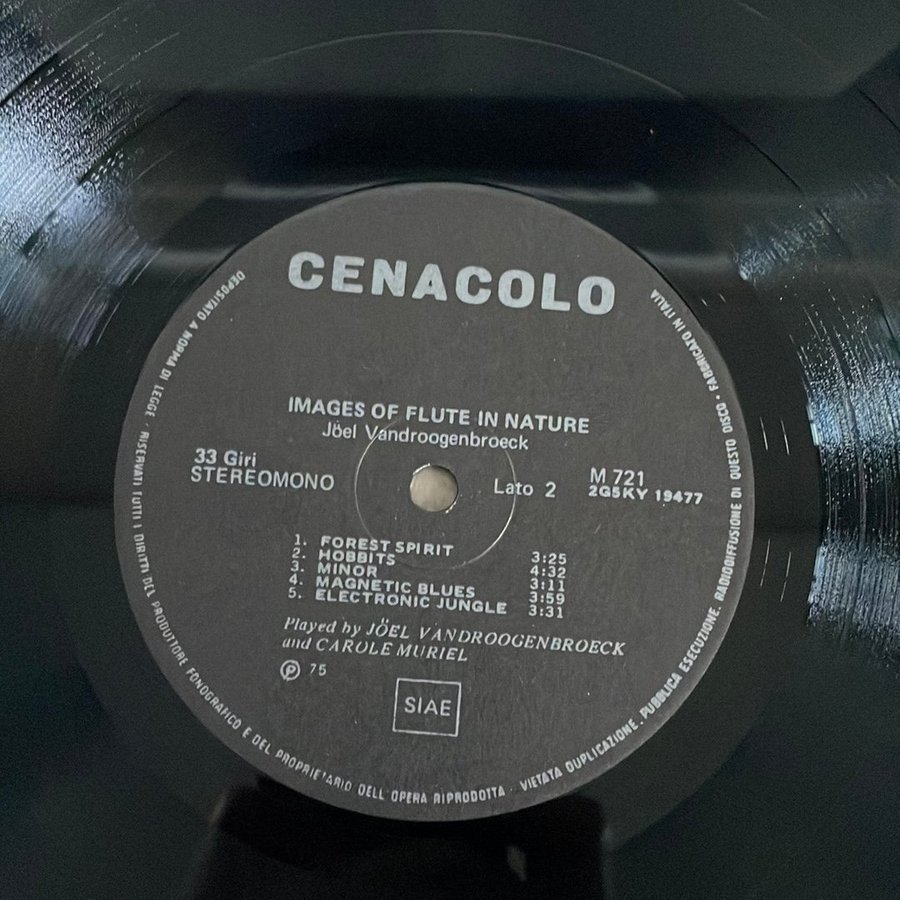 CENACOLO
IMAGES OF FLUTE IN NATURE
Jöel Vandroogenbroeck
33 Giri
STEREOMONO
Lato 2
M 721
2G5KY 19477
1. FOREST SPIRIT 3:25
2. HOBBITS 4:32
3. MINOR 3:11
4. MAGNETIC BLUES 3:59
5. ELECTRONIC JUNGLE 3:31
Played by JÖEL VANDROOGENBROECK
and CAROLE MURIEL
Ⓟ 75
SIAE
DEPOSITATO A NORMA DI LEGGE · RISERVATI TUTTI I DIRITTI DEL PRODUTTORE FONOGRAFICO E DEL PROPRIETARIO DELL'OPERA RIPRODOTTA · VIETATA DUPLICAZIONE. PUBBLICA ESECUZIONE. RADIODIFFUSIONE DI QUESTO DISCO · FABBRICATO IN ITALIA